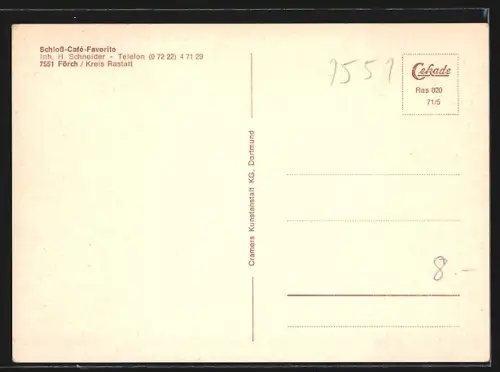 Schloß-Café-Favorite
Inh. H. Schneider - Telefon (0 72 22) 4 71 29
7551 Förch / Kreis Rastatt
7551
Cekade
Ras 020
71/5
Cramers Kunstanstalt KG., Dortmund
8.-